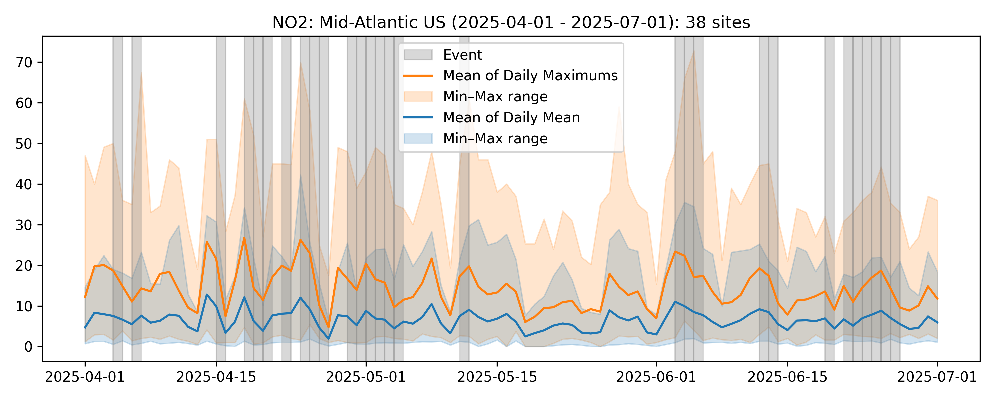 NO2: Mid-Atlantic US (2025-04-01 - 2025-07-01): 38 sites
70
60
50
40
30
20
10
0
Event
Mean of Daily Maximums
Min–Max range
Mean of Daily Mean
Min–Max range
2025-04-01
2025-04-15
2025-05-01
2025-05-15
2025-06-01
2025-06-15
2025-07-01